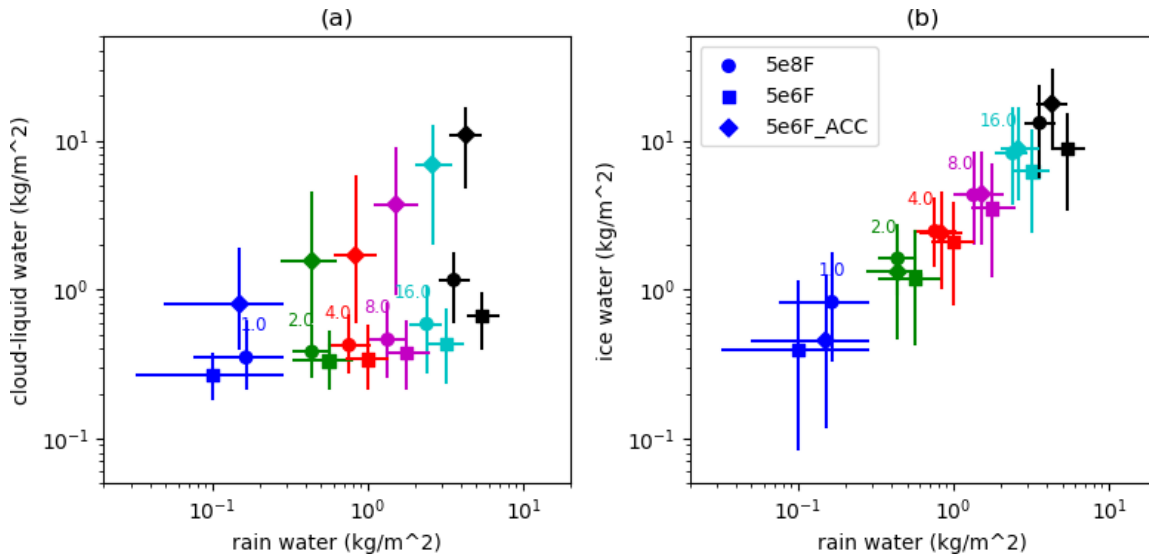 (a)
cloud-liquid water (kg/m^2)
10^1
10^0
10^-1
1.0
2.0
4.0
8.0
16.0
10^-1 10^0 10^1
rain water (kg/m^2)
(b)
5e8F
5e6F
5e6F_ACC
ice water (kg/m^2)
10^1
10^0
10^-1
16.0
8.0
4.0
2.0
1.0
10^-1 10^0 10^1
rain water (kg/m^2)